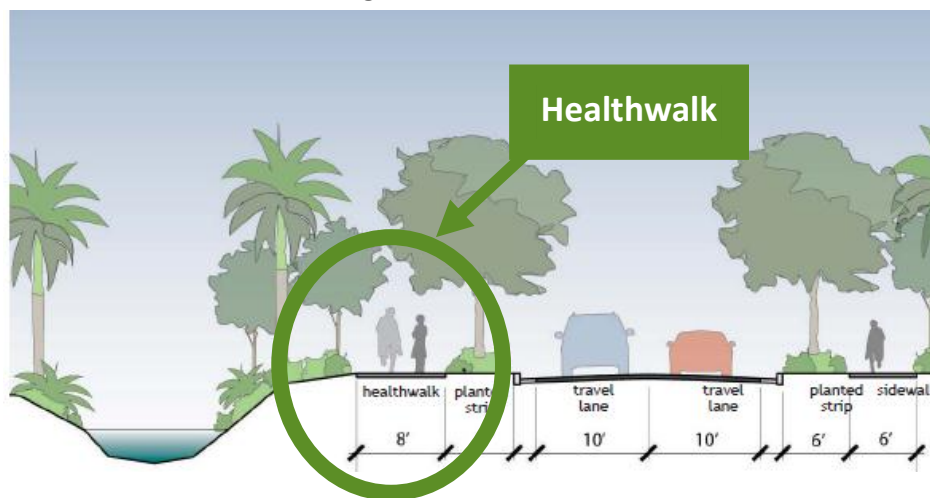 Healthwalk
healthwalk
travel
lane
travel
lane
planted
strip
8'
10'
10'
6'
6'